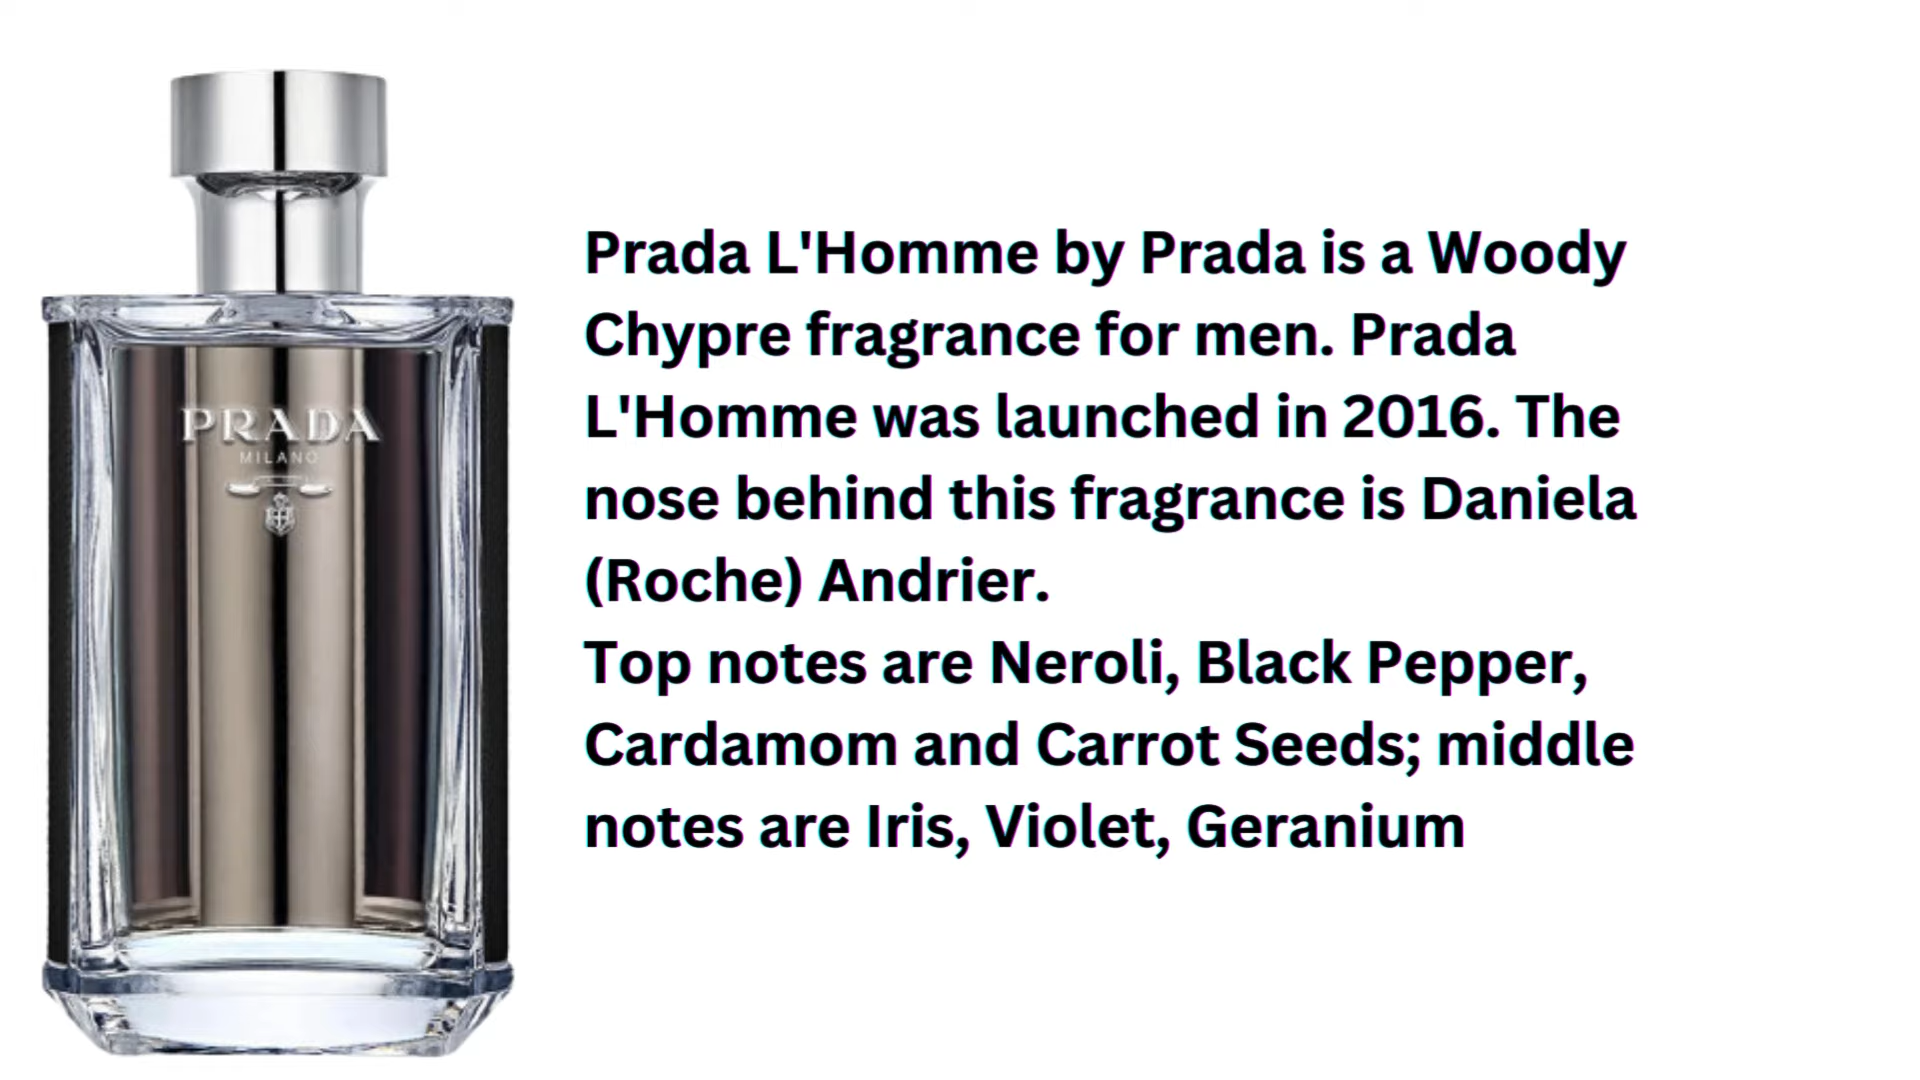 PRADA
MILANO
Prada L'Homme by Prada is a Woody
Chypre fragrance for men. Prada
L'Homme was launched in 2016. The
nose behind this fragrance is Daniela
(Roche) Andrier.
Top notes are Neroli, Black Pepper,
Cardamom and Carrot Seeds; middle
notes are Iris, Violet, Geranium